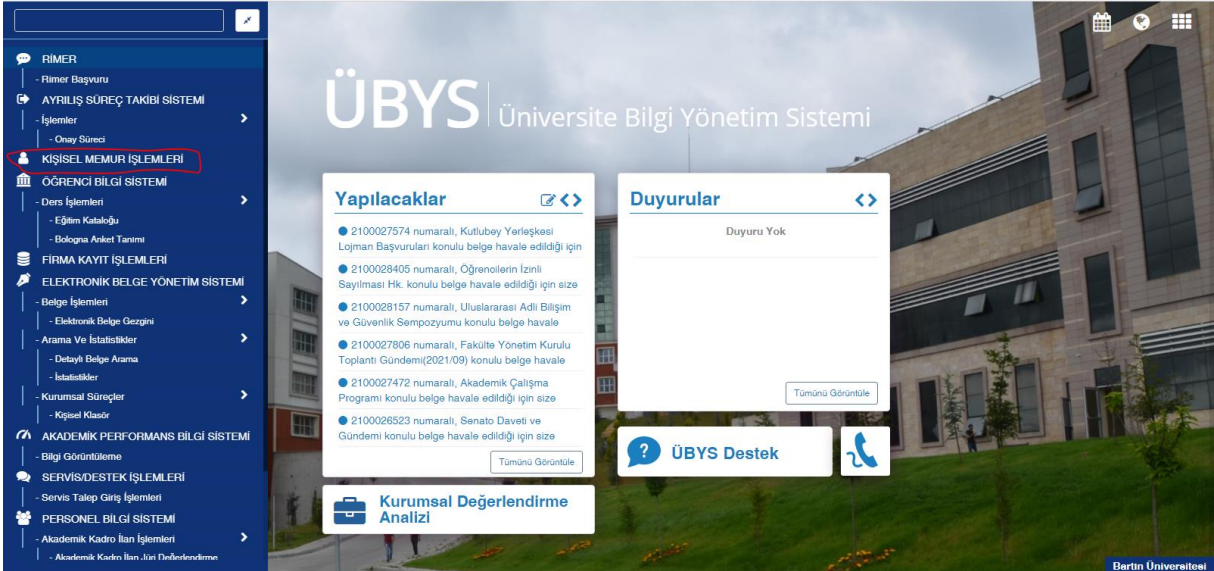 RİMER
- Rimer Başvuru
AYRILIŞ SÜREÇ TAKİBİ SİSTEMİ
- İşlemler
- Onay Süreci
KİŞİSEL MEMUR İŞLEMLERİ
ÖĞRENCİ BİLGİ SİSTEMİ
- Ders İşlemleri
- Eğitim Kataloğu
- Bologna Anket Tanımı
FİRMA KAYIT İŞLEMLERİ
ELEKTRONİK BELGE YÖNETİM SİSTEMİ
- Belge İşlemleri
- Elektronik Belge Gezgini
- Arama Ve İstatistikler
- Detaylı Belge Arama
- İstatistikler
- Kurumsal Süreçler
- Kişisel Klasör
AKADEMİK PERFORMANS BİLGİ SİSTEMİ
- Bilgi Görüntüleme
SERVİS/DESTEK İŞLEMLERİ
- Servis Talep Giriş İşlemleri
PERSONEL BİLGİ SİSTEMİ
- Akademik Kadro İlan İşlemleri
- Akademik Kadro İlan Jüri Değerlendirme
ÜBYS Üniversite Bilgi Yönetim Sistemi
Yapılacaklar
2100027574 numaralı, Kutlubey Yerleşkesi
Lojman Başvuruları konulu belge havale edildiği için
2100028405 numaralı, Öğrencilerin İzinli
Sayılması Hk. konulu belge havale edildiği için size
2100028157 numaralı, Uluslararası Adli Bilişim
ve Güvenlik Sempozyumu konulu belge havale
2100027806 numaralı, Fakülte Yönetim Kurulu
Toplantı Gündemi(2021/09) konulu belge havale
2100027472 numaralı, Akademik Çalışma
Programı konulu belge havale edildiği için size
2100026523 numaralı, Senato Daveti ve
Gündemi konulu belge havale edildiği için size
Tümünü Görüntüle
Kurumsal Değerlendirme
Analizi
Duyurular
Duyuru Yok
Tümünü Görüntüle
ÜBYS Destek
Bartın Üniversitesi